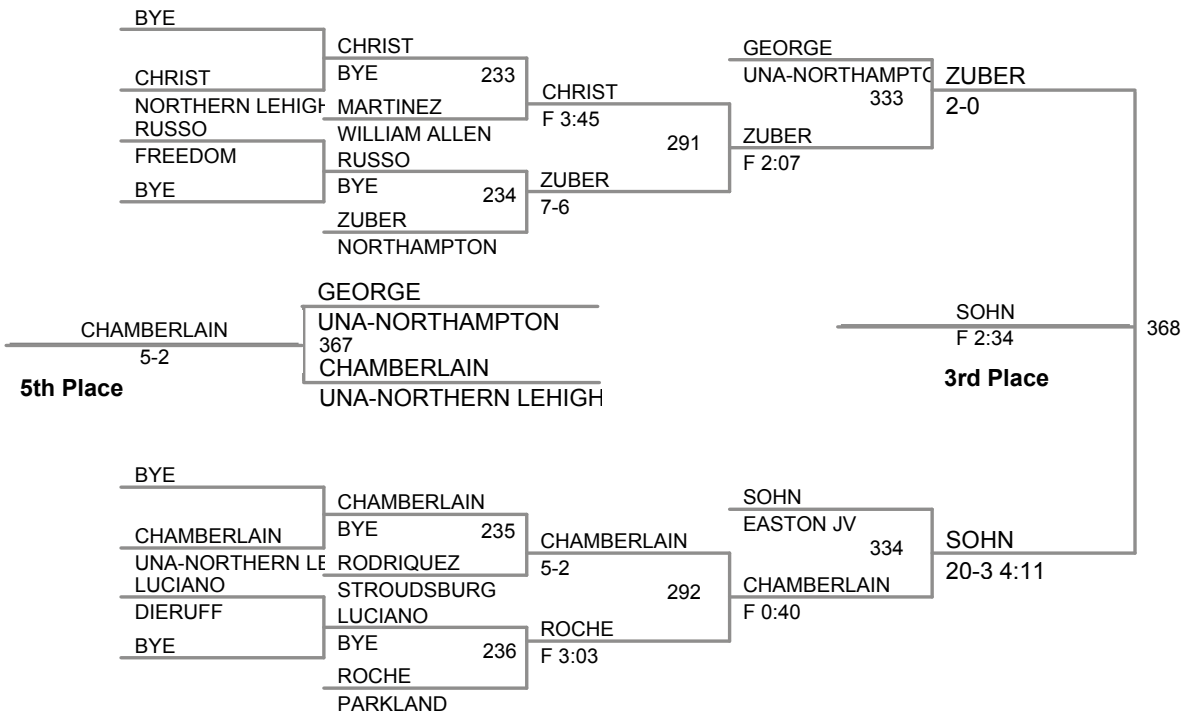 BYE
CHRIST
NORTHERN LEHIGH
RUSSO
FREEDOM
BYE
CHRIST
BYE
233
MARTINEZ
WILLIAM ALLEN
RUSSO
BYE
234
ZUBER
NORTHAMPTON
CHRIST
F 3:45
291
ZUBER
7-6
GEORGE
UNA-NORTHAMPTO
333
ZUBER
F 2:07
ZUBER
2-0
GEORGE
UNA-NORTHAMPTON
367
CHAMBERLAIN
UNA-NORTHERN LEHIGH
CHAMBERLAIN
5-2
5th Place
SOHN
F 2:34
3rd Place
368
BYE
CHAMBERLAIN
UNA-NORTHERN LE
LUCIANO
DIERUFF
BYE
CHAMBERLAIN
BYE
235
RODRIQUEZ
STROUDSBURG
LUCIANO
BYE
236
ROCHE
PARKLAND
CHAMBERLAIN
5-2
292
ROCHE
F 3:03
SOHN
EASTON JV
334
CHAMBERLAIN
F 0:40
SOHN
20-3 4:11